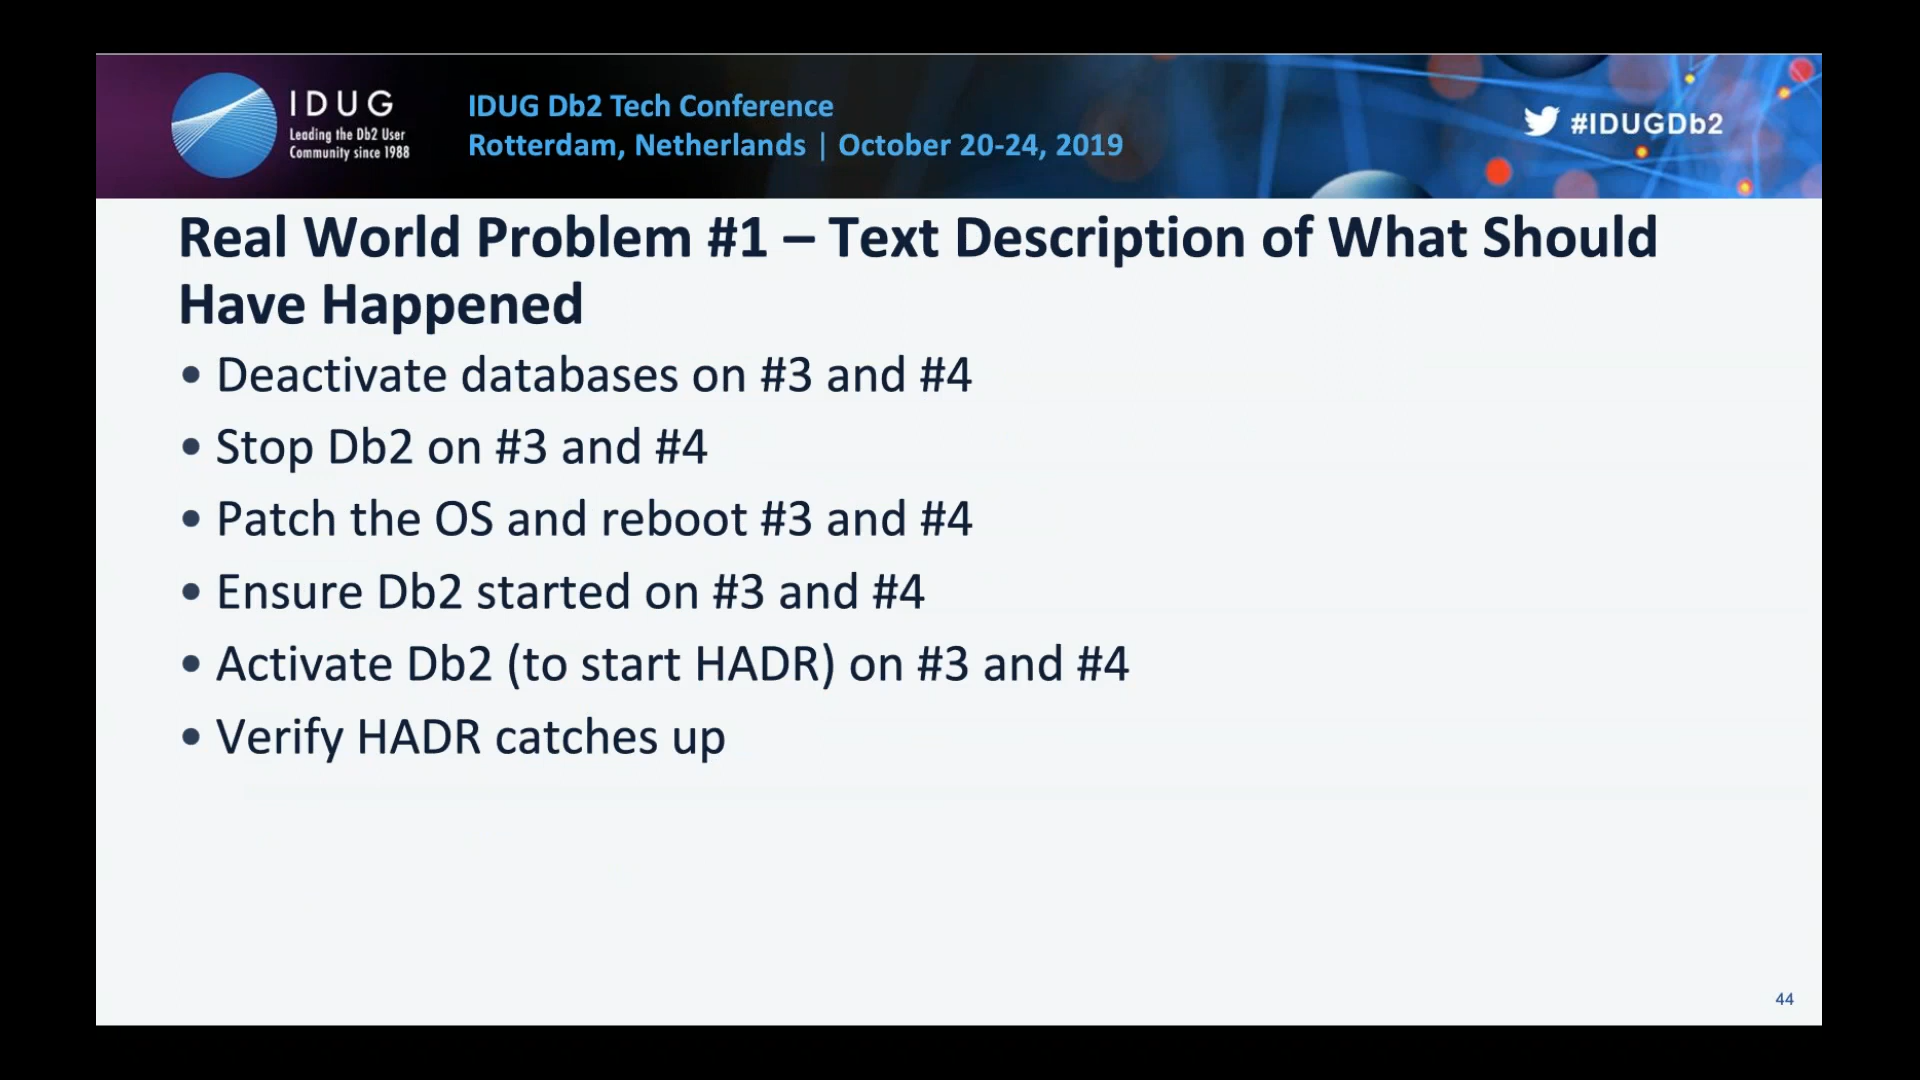 IDUG
Leading the Db2 User
Community since 1988
IDUG Db2 Tech Conference
Rotterdam, Netherlands | October 20-24, 2019
#IDUGDb2
Real World Problem #1 – Text Description of What Should
Have Happened
• Deactivate databases on #3 and #4
• Stop Db2 on #3 and #4
• Patch the OS and reboot #3 and #4
• Ensure Db2 started on #3 and #4
• Activate Db2 (to start HADR) on #3 and #4
• Verify HADR catches up
44